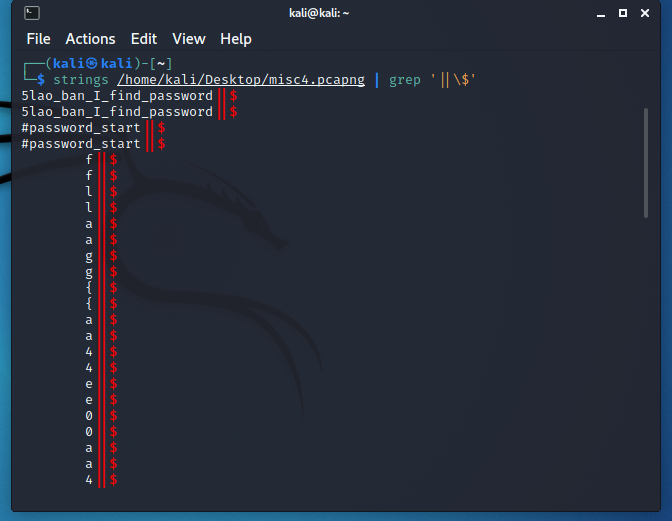 kali@kali: ~
File Actions Edit View Help
┌──(kali㉿kali)-[~]
└─$ strings /home/kali/Desktop/misc4.pcapng | grep '||\$'
5lao_ban_I_find_password||$
5lao_ban_I_find_password||$
#password_start||$
#password_start||$
f||$
f||$
l||$
l||$
a||$
a||$
g||$
g||$
{||$
{||$
a||$
a||$
4||$
4||$
e||$
e||$
0||$
0||$
a||$
a||$
4||$